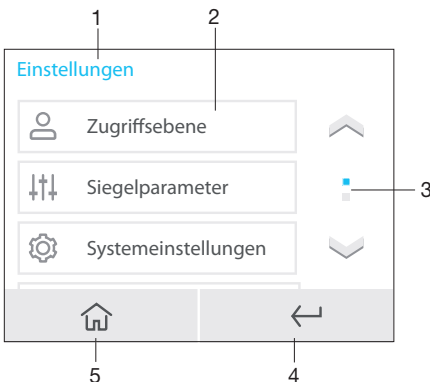 1
2
Einstellungen
Zugriffsebene
Siegelparameter
3
Systemeinstellungen
5
4